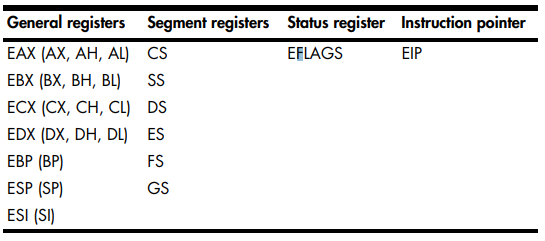 General registers Segment registers Status register Instruction pointer
EAX (AX, AH, AL) CS EFLAGS EIP
EBX (BX, BH, BL) SS
ECX (CX, CH, CL) DS
EDX (DX, DH, DL) ES
EBP (BP) FS
ESP (SP) GS
ESI (SI)